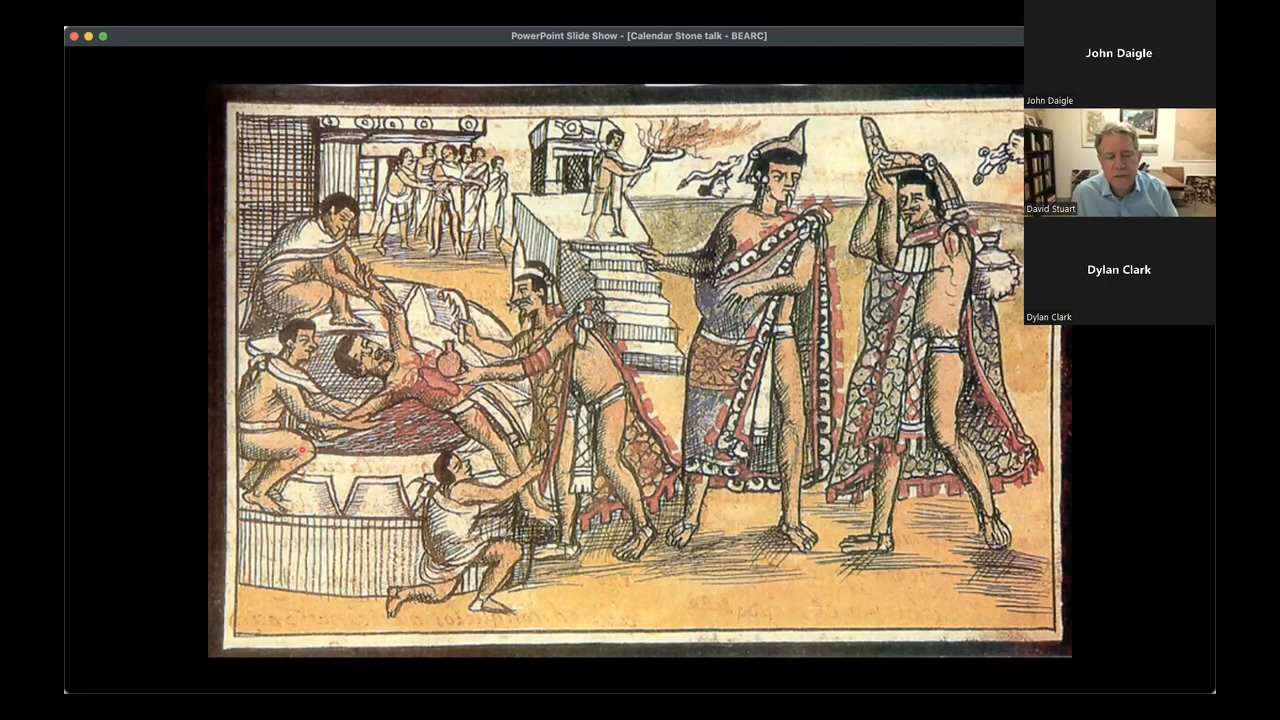 PowerPoint Slide Show - [Calendar Stone talk - BEARC]
John Daigle
John Daigle
David Stuart
Dylan Clark
Dylan Clark